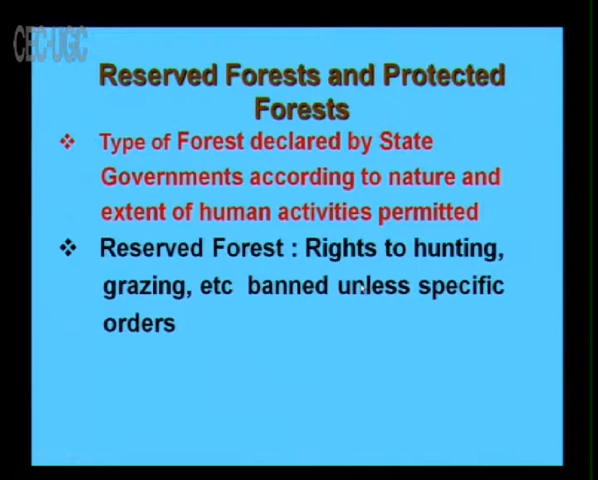 CEC-UGC
Reserved Forests and Protected
Forests
❖ Type of Forest declared by State
Governments according to nature and
extent of human activities permitted
❖ Reserved Forest : Rights to hunting,
grazing, etc banned unless specific
orders